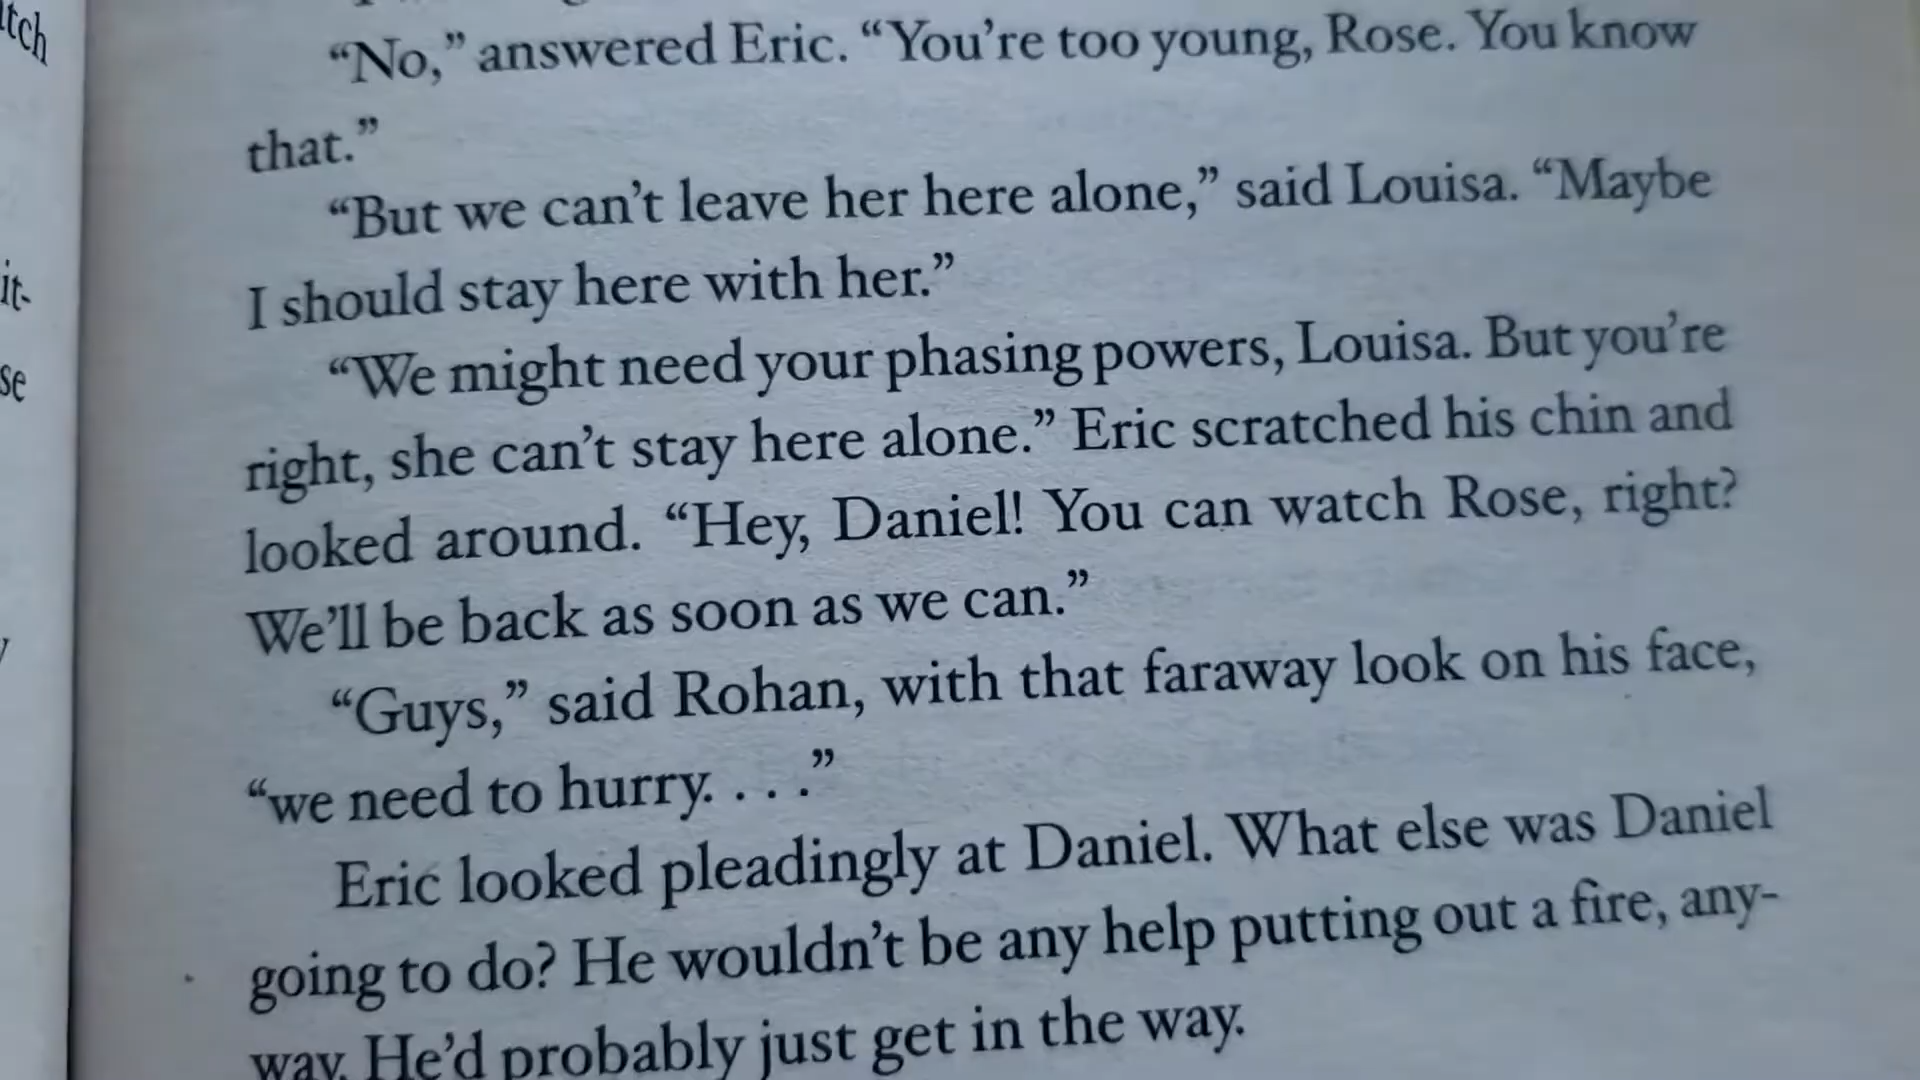 tch
it-
se
“No,” answered Eric. “You’re too young, Rose. You know
that.”
“But we can’t leave her here alone,” said Louisa. “Maybe
I should stay here with her.”
“We might need your phasing powers, Louisa. But you’re
right, she can’t stay here alone.” Eric scratched his chin and
looked around. “Hey, Daniel! You can watch Rose, right?
We’ll be back as soon as we can.”
“Guys,” said Rohan, with that faraway look on his face,
“we need to hurry. . . .”
Eric looked pleadingly at Daniel. What else was Daniel
going to do? He wouldn’t be any help putting out a fire, any-
way. He’d probably just get in the way.